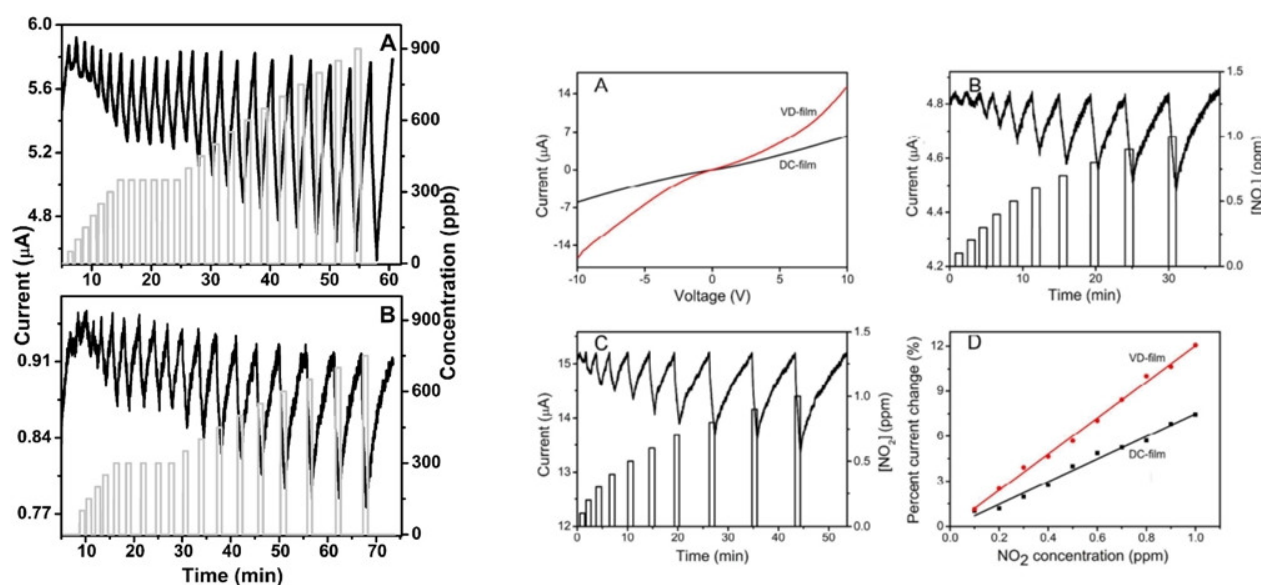 A
6.0
5.6
5.2
4.8
900
600
300
0
10 20 30 40 50 60
B
0.91
0.84
0.77
900
600
300
0
10 20 30 40 50 60 70
Time (min)
Current (μA)
Concentration (ppb)
A
14
7
0
-7
-14
-10 -5 0 5 10
Voltage (V)
Current (μA)
VD-film
DC-film
B
4.8
4.6
4.4
4.2
1.5
1.0
0.5
0.0
0 10 20 30
Time (min)
Current (μA)
[NO₂] (ppm)
C
15
14
13
12
1.5
1.0
0.5
0.0
0 10 20 30 40 50
Time (min)
Current (μA)
[NO₂] (ppm)
D
12
9
6
3
0
0.2 0.4 0.6 0.8 1.0
NO₂ concentration (ppm)
Percent current change (%)
VD-film
DC-film